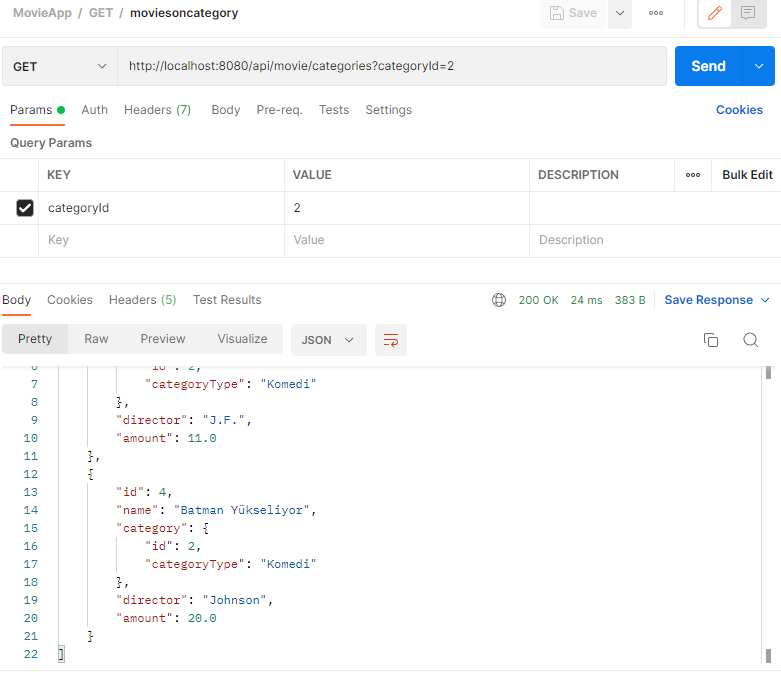 MovieApp / GET / moviesoncategory Save
GET http://localhost:8080/api/movie/categories?categoryId=2 Send
Params Auth Headers (7) Body Pre-req. Tests Settings Cookies
Query Params
KEY VALUE DESCRIPTION Bulk Edit
categoryId 2
Key Value Description
Body Cookies Headers (5) Test Results 200 OK 24 ms 383 B Save Response
Pretty Raw Preview Visualize JSON
6 "id": 2,
7 "categoryType": "Komedi"
8 },
9 "director": "J.F.",
10 "amount": 11.0
11 },
12 {
13 "id": 4,
14 "name": "Batman Yükseliyor",
15 "category": {
16 "id": 2,
17 "categoryType": "Komedi"
18 },
19 "director": "Johnson",
20 "amount": 20.0
21 }
22 ]